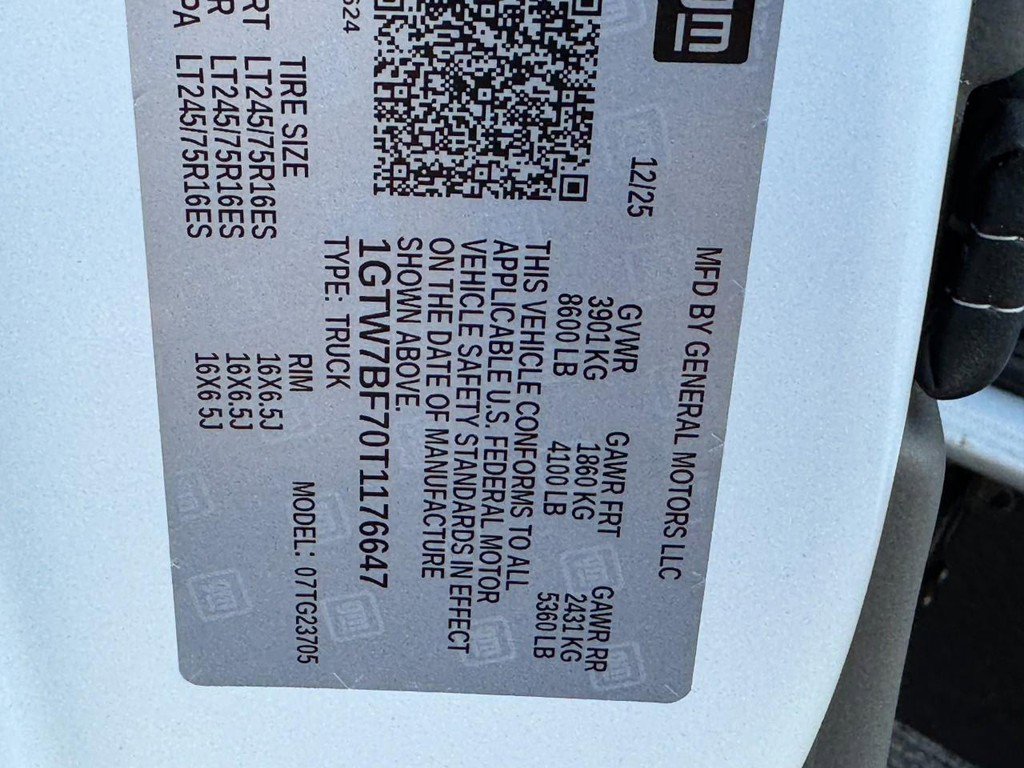 gm
MFD BY GENERAL MOTORS LLC
12/25
GVWR GAWR FRT GAWR RR
3901 KG 1860 KG 2431 KG
8600 LB 4100 LB 5360 LB
THIS VEHICLE CONFORMS TO ALL
APPLICABLE U.S. FEDERAL MOTOR
VEHICLE SAFETY STANDARDS IN EFFECT
ON THE DATE OF MANUFACTURE
SHOWN ABOVE.
1GTW7BF70T1176647
TYPE: TRUCK
624
MODEL: 07TG23705
TIRE SIZE RIM
RT LT245/75R16ES 16X6.5J
R LT245/75R16ES 16X6.5J
PA LT245/75R16ES 16X6.5J